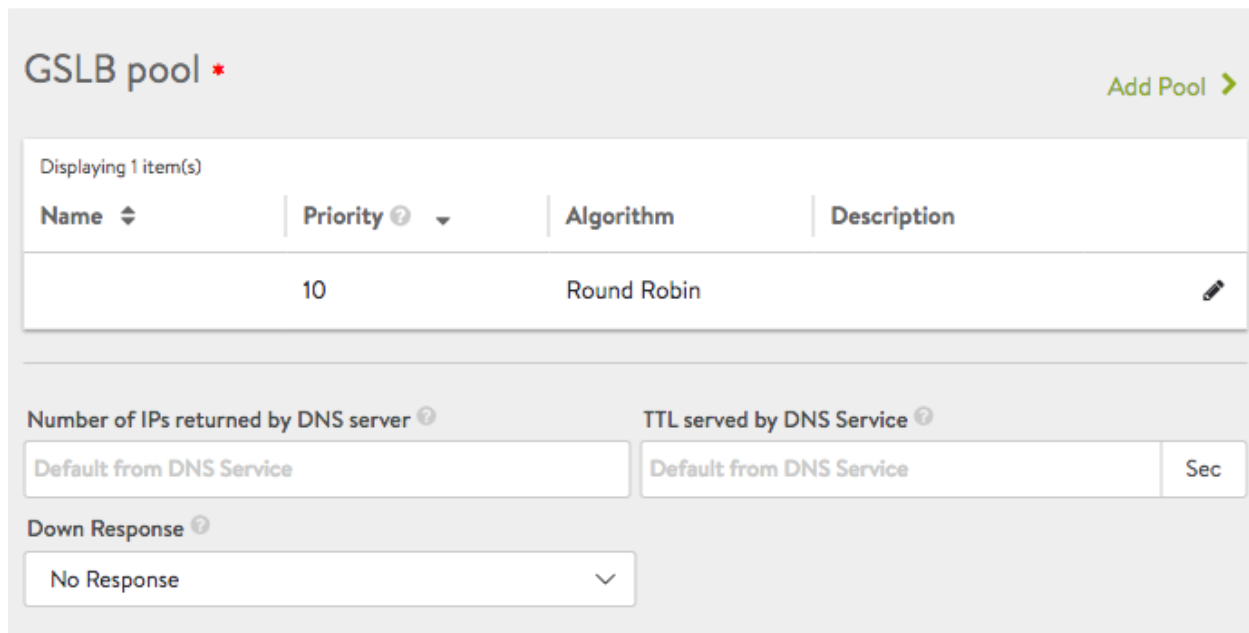 GSLB pool *
Add Pool
Displaying 1 item(s)
Name Priority ? Algorithm Description
10 Round Robin
Number of IPs returned by DNS server ? TTL served by DNS Service ?
Default from DNS Service Default from DNS Service Sec
Down Response ?
No Response